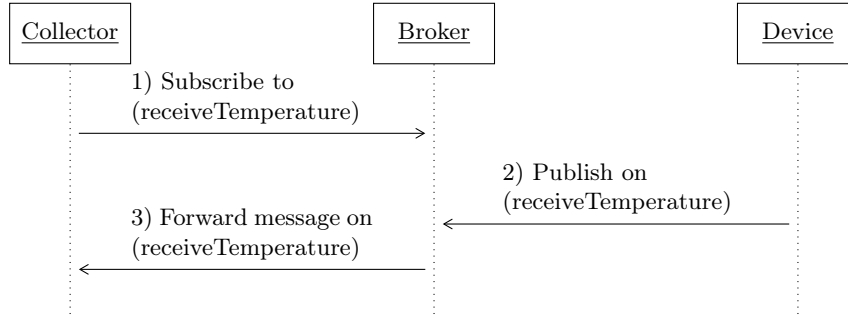 Collector
Broker
Device
1) Subscribe to
(receiveTemperature)
2) Publish on
(receiveTemperature)
3) Forward message on
(receiveTemperature)